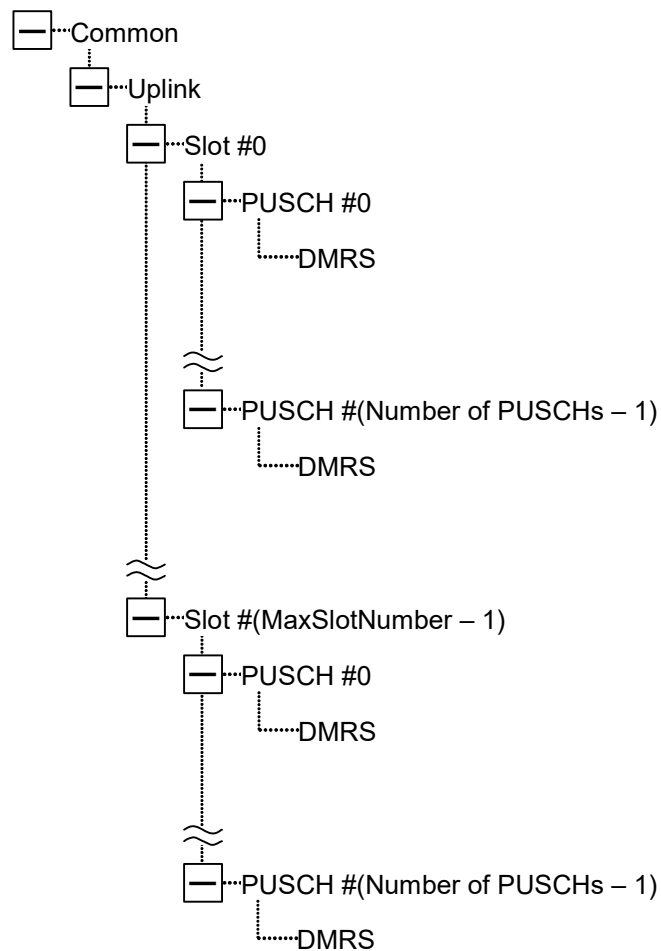 Common
Uplink
Slot #0
PUSCH #0
DMRS
PUSCH #(Number of PUSCHs – 1)
DMRS
Slot #(MaxSlotNumber – 1)
PUSCH #0
DMRS
PUSCH #(Number of PUSCHs – 1)
DMRS